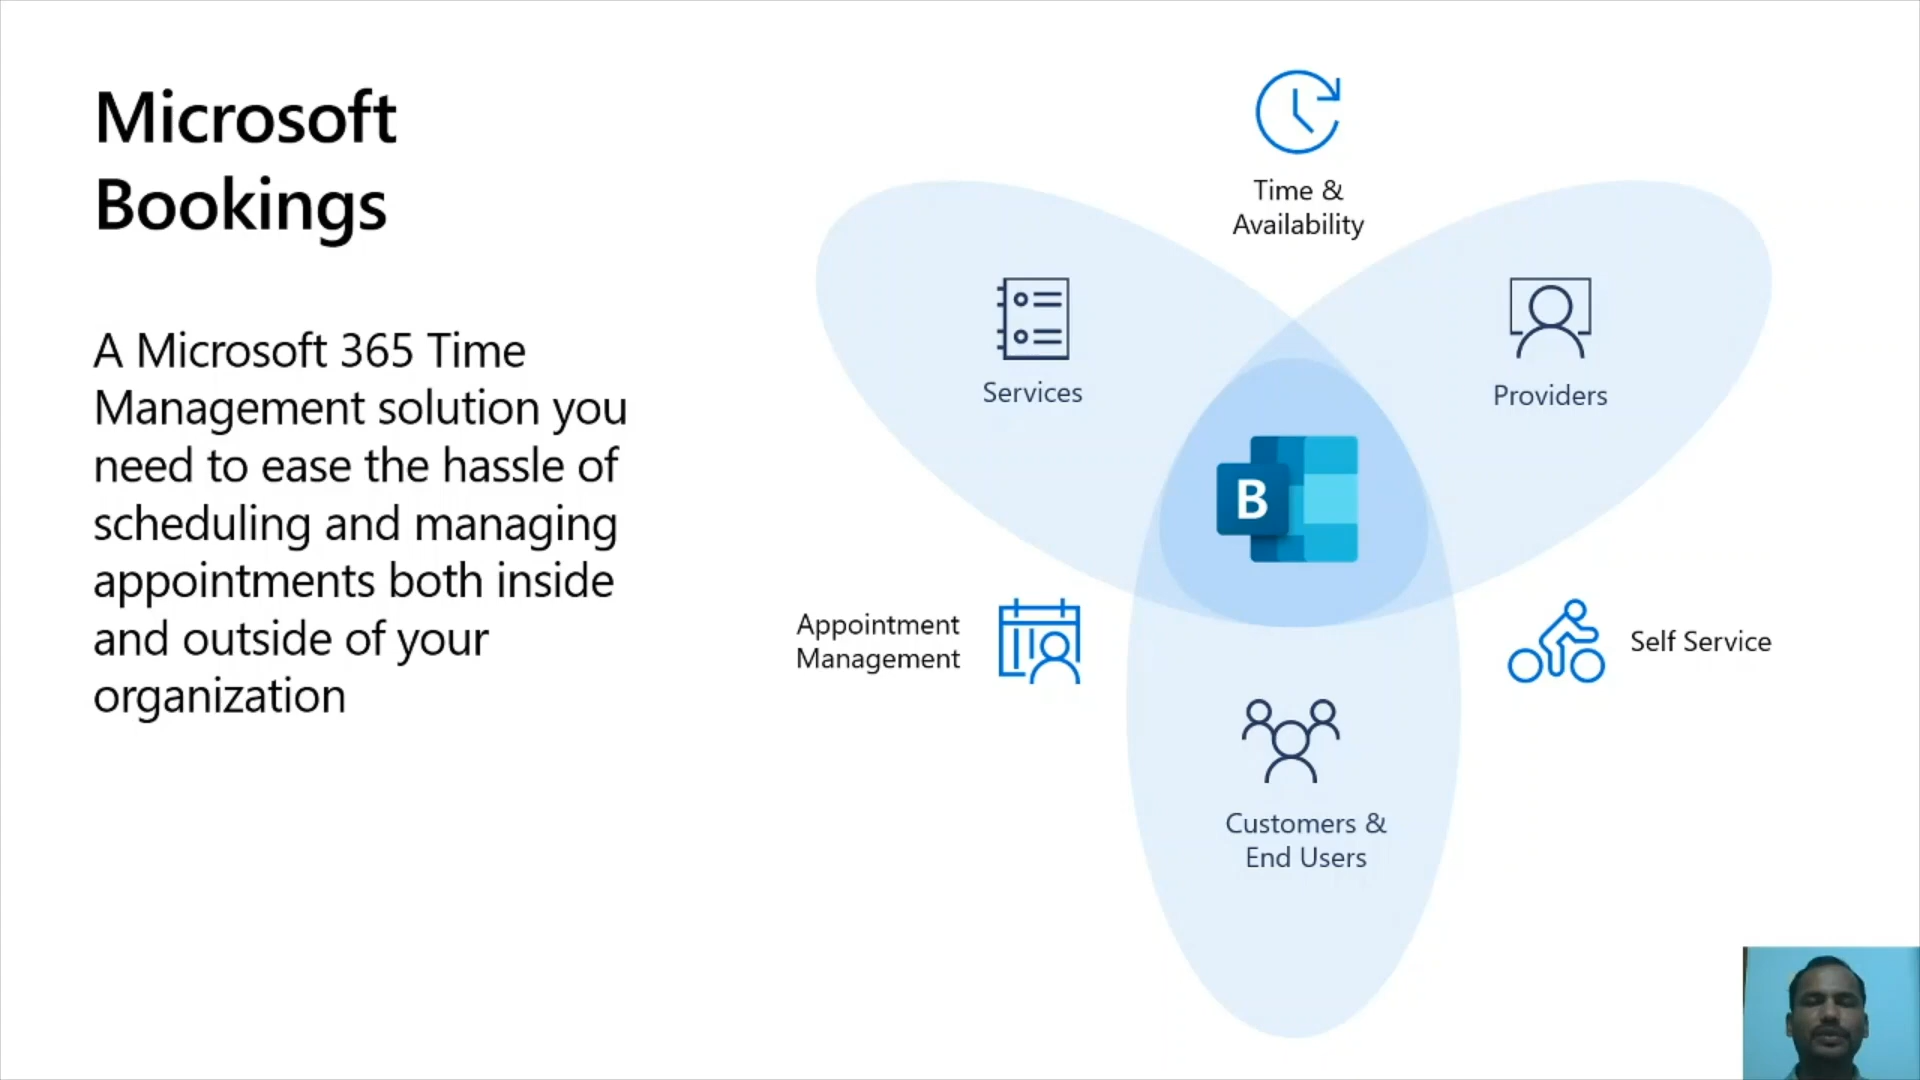 Microsoft
Bookings
A Microsoft 365 Time
Management solution you
need to ease the hassle of
scheduling and managing
appointments both inside
and outside of your
organization
Time &
Availability
Services
Providers
B
Appointment
Management
Self Service
Customers &
End Users